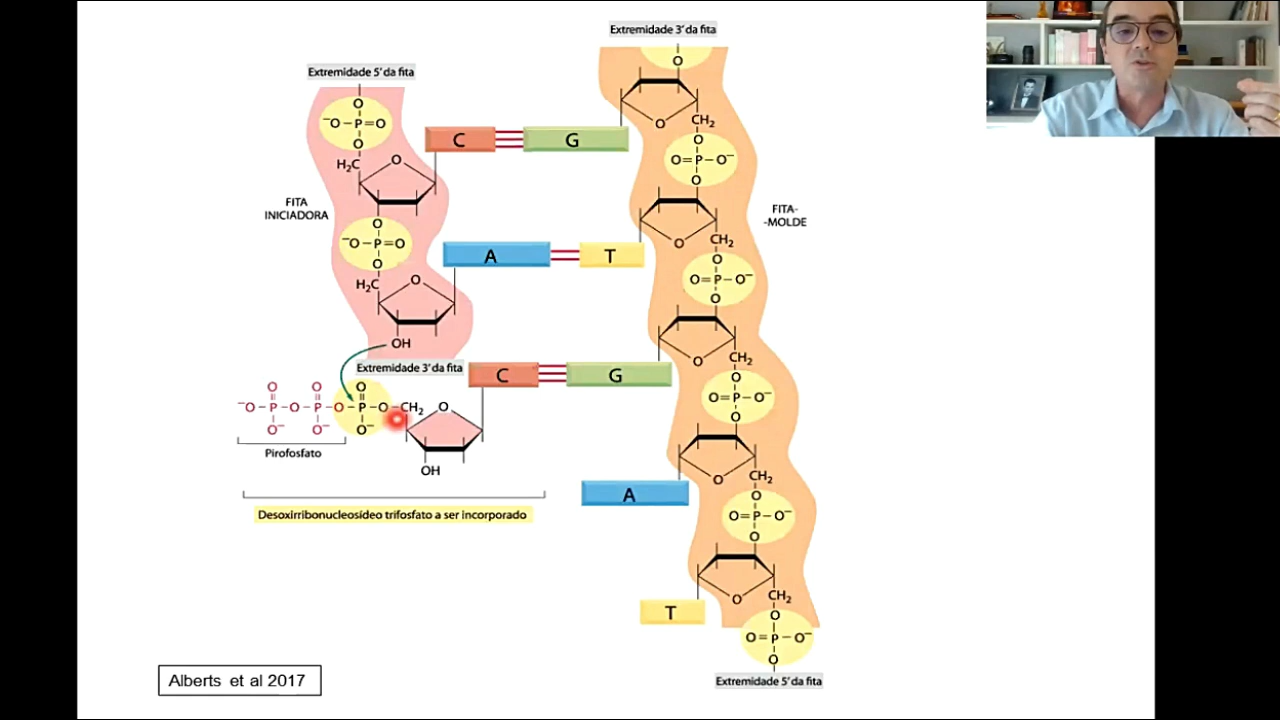 Extremidade 3' da fita
Extremidade 5' da fita
O
O
⁻O–P=O
O
H₂C
O
C
G
O
CH₂
O
O=P–O⁻
O
FITA
INICIADORA
FITA-
-MOLDE
O
⁻O–P=O
O
H₂C
O
A
T
O
CH₂
O
O=P–O⁻
O
OH
Extremidade 3' da fita
C
G
O
CH₂
O
O=P–O⁻
O
O O O
⁻O–P–O–P–O–P–O–CH₂ O
O⁻ O⁻ O⁻
Pirofosfato
OH
O
CH₂
A
O
O=P–O⁻
O
Desoxirribonucleosídeo trifosfato a ser incorporado
T
O
CH₂
O
O=P–O⁻
O
Extremidade 5' da fita
Alberts et al 2017